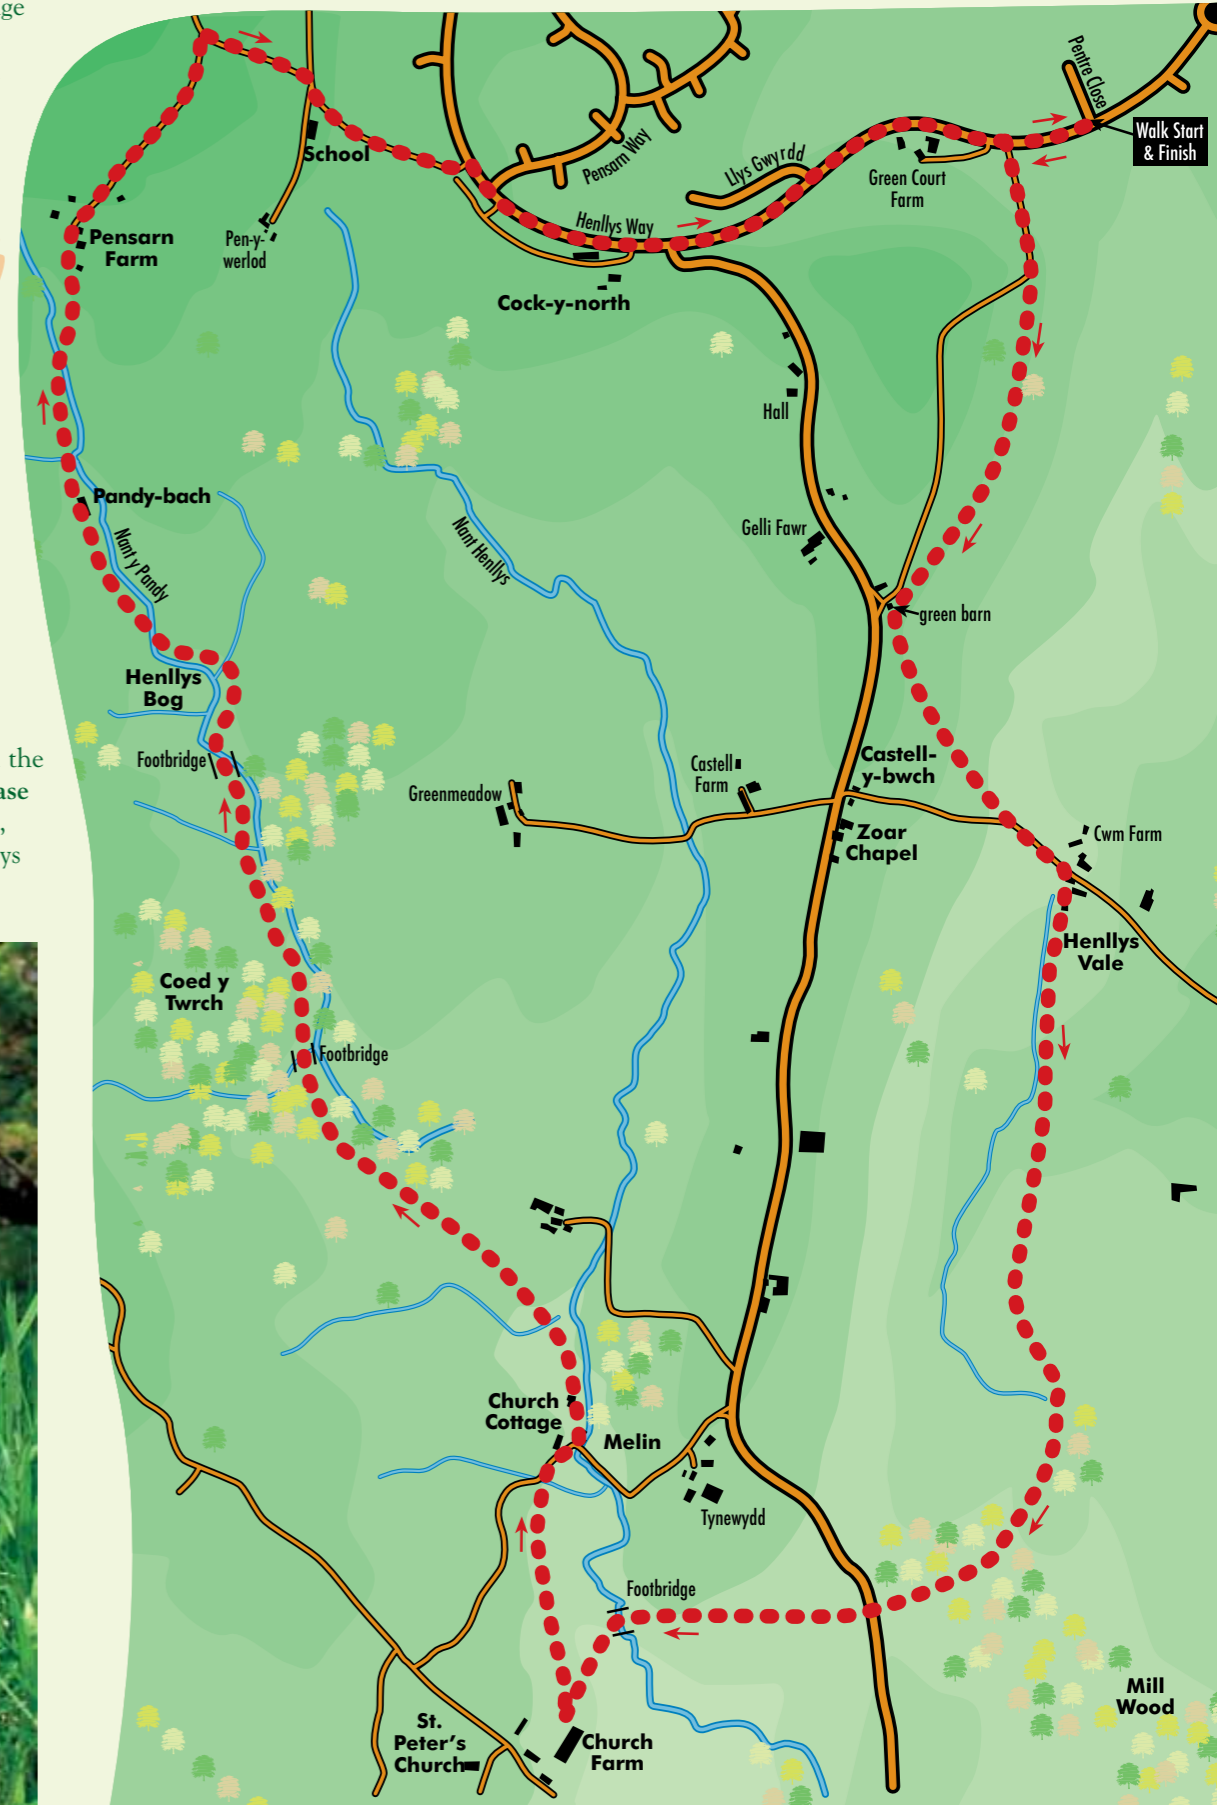 ge
Pentre Close
Walk Start
& Finish
School
Pensarn Way
Llys Gwyrdd
Green Court
Farm
Henllys Way
Pensarn
Farm
Pen-y-
werlod
Cock-y-north
Hall
Pandy-bach
Nant y Pandy
Nant Henllys
Gelli Fawr
green barn
Henllys
Bog
Footbridge
the
ase
,
ys
Greenmeadow
Castell
Farm
Castell-
y-bwch
Zoar
Chapel
Cwm Farm
Henllys
Vale
Coed y
Twrch
Footbridge
Church
Cottage
Melin
Tynewydd
Footbridge
Mill
Wood
St.
Peter's
Church
Church
Farm